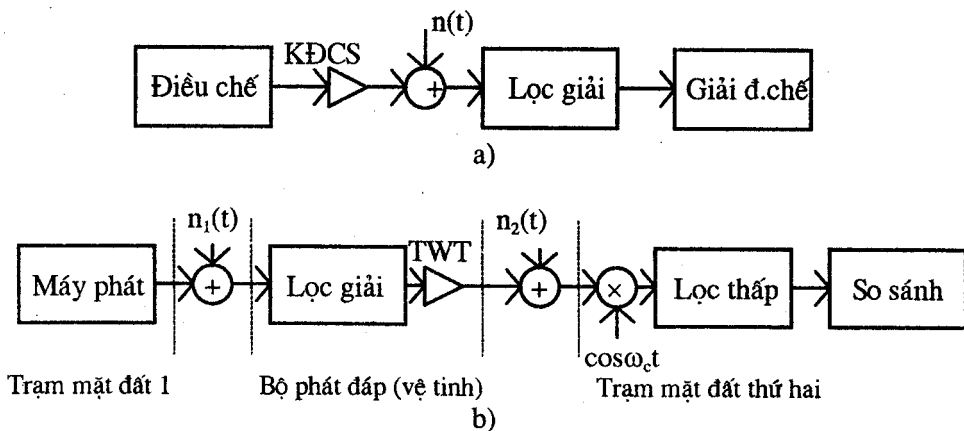 n(t)
KĐCS
Điều chế
+
Lọc giải
Giải đ.chế
a)
n₁(t)
n₂(t)
TWT
Máy phát
+
Lọc giải
+
×
Lọc thấp
So sánh
cosω꜀t
Trạm mặt đất 1
Bộ phát đáp (vệ tinh)
Trạm mặt đất thứ hai
b)